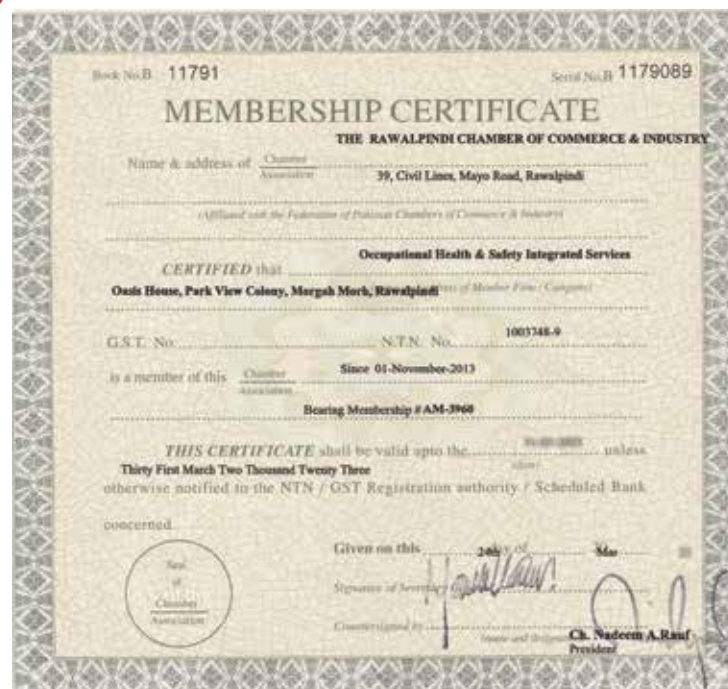 Book No.B 11791 Serial No.B 1179089
MEMBERSHIP CERTIFICATE
THE RAWALPINDI CHAMBER OF COMMERCE & INDUSTRY
Name & address of Chamber
Association
39, Civil Lines, Mayo Road, Rawalpindi
(Affiliated with the Federation of Pakistan Chambers of Commerce & Industry)
Occupational Health & Safety Integrated Services
CERTIFIED that
Oasis House, Park View Colony, Morgah Mork, Rawalpindi of Member Firm / Company)
G.S.T. No. N.T.N. No. 1003748-9
is a member of this Chamber Since 01-November-2013
Association
Bearing Membership # AM-3960
THIS CERTIFICATE shall be valid upto the unless
Thirty First March Two Thousand Twenty Three
otherwise notified to the NTN / GST Registration authority / Scheduled Bank
concerned.
Given on this 24th day of Mar
Seal
of
Chamber
Association
Signature of Secretary
Countersigned by
Ch. Nadeem A.Rauf
President